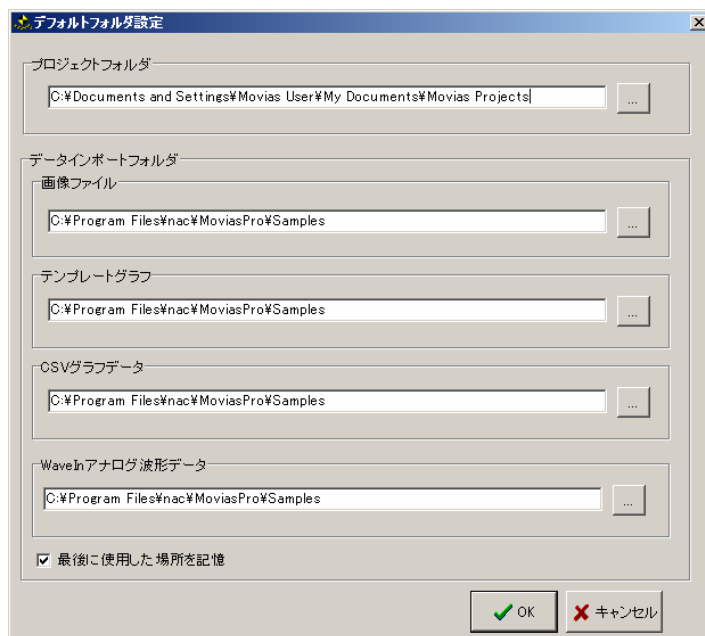 デフォルトフォルダ設定
プロジェクトフォルダ
C:¥Documents and Settings¥Movias User¥My Documents¥Movias Projects
...
データインポートフォルダ
画像ファイル
C:¥Program Files¥nac¥MoviasPro¥Samples
...
テンプレートグラフ
C:¥Program Files¥nac¥MoviasPro¥Samples
...
CSVグラフデータ
C:¥Program Files¥nac¥MoviasPro¥Samples
...
WaveInアナログ波形データ
C:¥Program Files¥nac¥MoviasPro¥Samples
...
最後に使用した場所を記憶
OK キャンセル